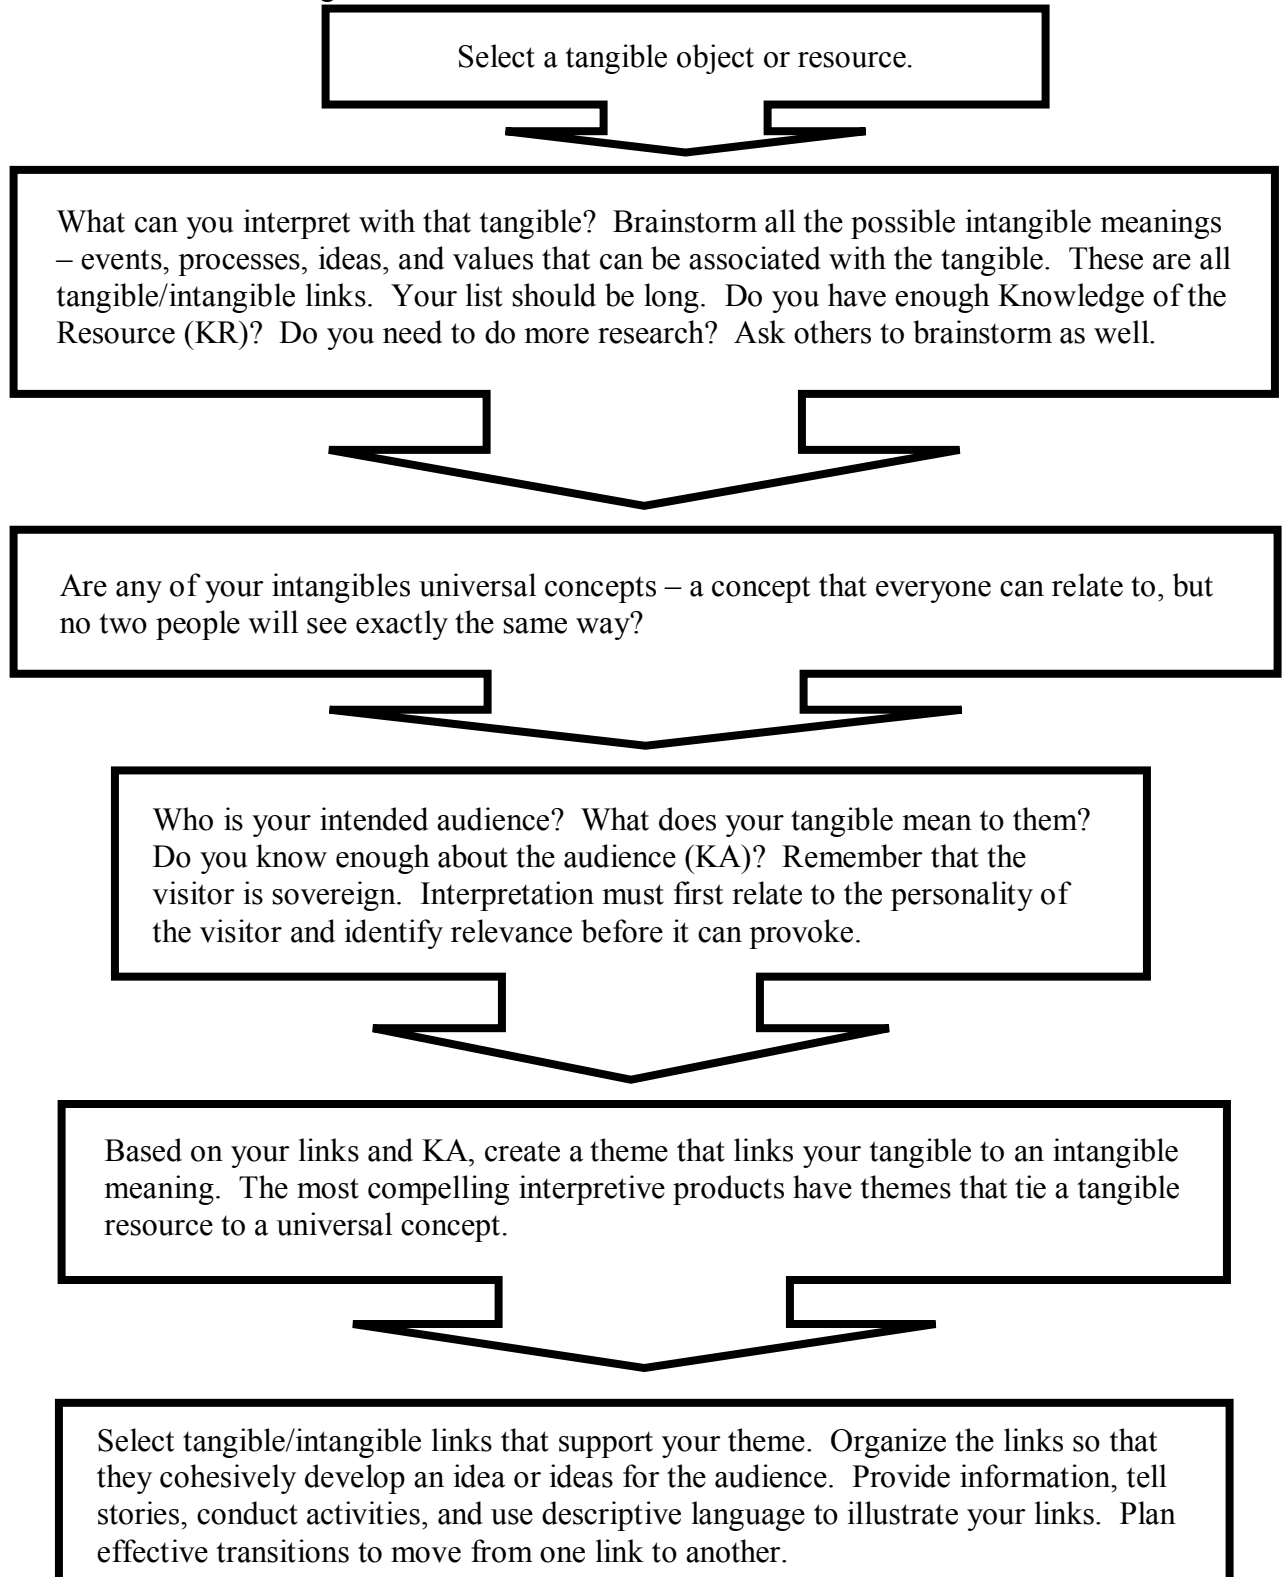 Select a tangible object or resource.
What can you interpret with that tangible?  Brainstorm all the possible intangible meanings
– events, processes, ideas, and values that can be associated with the tangible.  These are all
tangible/intangible links.  Your list should be long.  Do you have enough Knowledge of the
Resource (KR)?  Do you need to do more research?  Ask others to brainstorm as well.
Are any of your intangibles universal concepts – a concept that everyone can relate to, but
no two people will see exactly the same way?
Who is your intended audience?  What does your tangible mean to them?
Do you know enough about the audience (KA)?  Remember that the
visitor is sovereign.  Interpretation must first relate to the personality of
the visitor and identify relevance before it can provoke.
Based on your links and KA, create a theme that links your tangible to an intangible
meaning.  The most compelling interpretive products have themes that tie a tangible
resource to a universal concept.
Select tangible/intangible links that support your theme.  Organize the links so that
they cohesively develop an idea or ideas for the audience.  Provide information, tell
stories, conduct activities, and use descriptive language to illustrate your links.  Plan
effective transitions to move from one link to another.